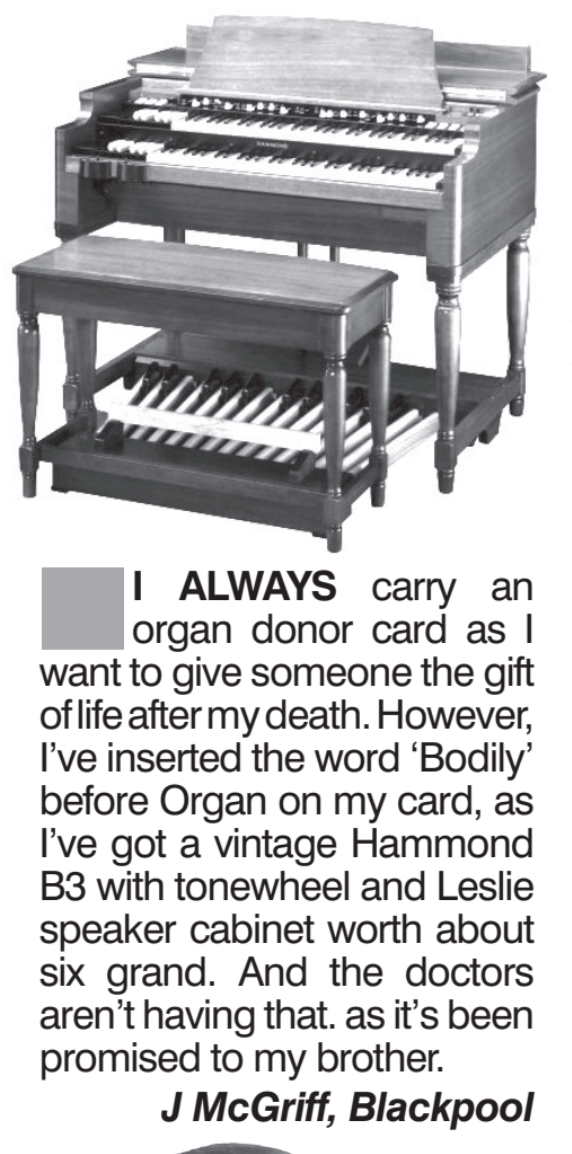 HAMMOND
I ALWAYS carry an
organ donor card as I
want to give someone the gift
of life after my death. However,
I’ve inserted the word ‘Bodily’
before Organ on my card, as
I’ve got a vintage Hammond
B3 with tonewheel and Leslie
speaker cabinet worth about
six grand. And the doctors
aren’t having that. as it’s been
promised to my brother.
J McGriff, Blackpool